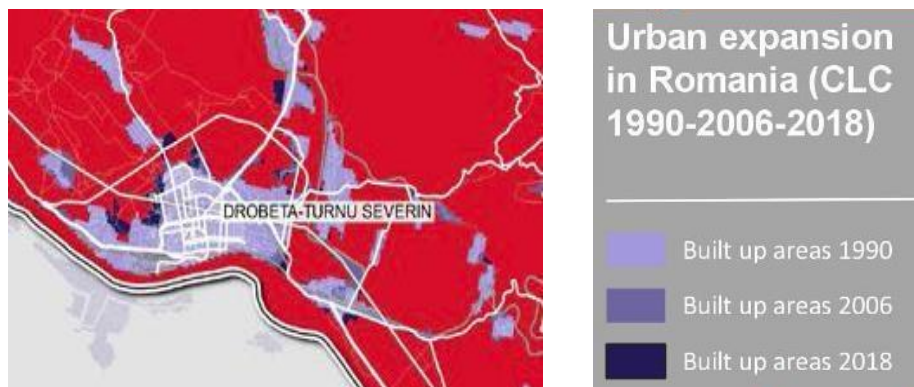 DROBETA-TURNU SEVERIN
Urban expansion
in Romania (CLC
1990-2006-2018)
Built up areas 1990
Built up areas 2006
Built up areas 2018